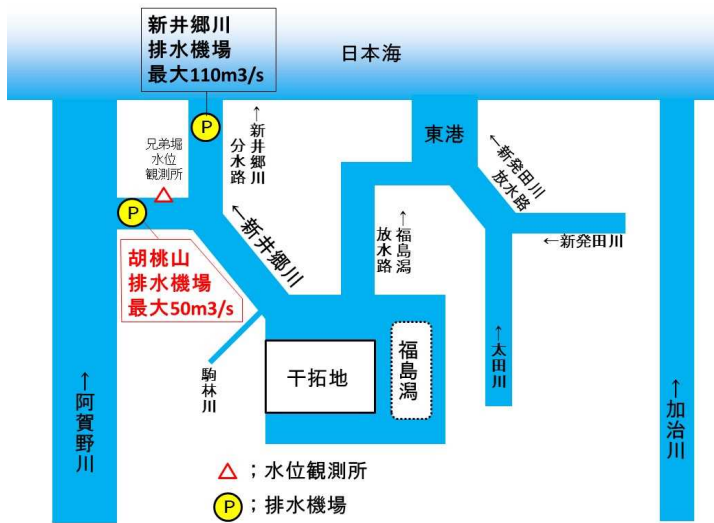 新井郷川
排水機場
最大110m3/s
日本海
P
兄弟堀
水位
観測所
←新井郷川
分水路
東港
←新発田川
放水路
P
←新井郷川
←福島潟
放水路
←新発田川
胡桃山
排水機場
最大50m3/s
駒林川
干拓地
福島潟
←太田川
←阿賀野川
←加治川
△；水位観測所
P；排水機場